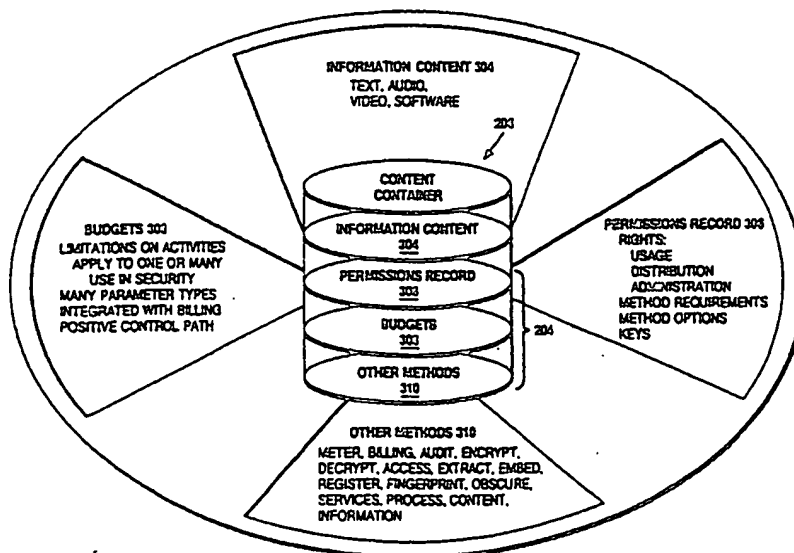 INFORMATION CONTENT 304
TEXT, AUDIO,
VIDEO, SOFTWARE
203
CONTENT
CONTAINER
INFORMATION CONTENT
304
PERMISSIONS RECORD
303
BUDGETS
303
OTHER METHODS
310
204
BUDGETS 303
LIMITATIONS ON ACTIVITIES
APPLY TO ONE OR MANY
USE IN SECURITY
MANY PARAMETER TYPES
INTEGRATED WITH BILLING
POSITIVE CONTROL PATH
PERMISSIONS RECORD 303
RIGHTS:
USAGE
DISTRIBUTION
ADMINISTRATION
METHOD REQUIREMENTS
METHOD OPTIONS
KEYS
OTHER METHODS 310
METER, BILLING, AUDIT, ENCRYPT,
DECRYPT, ACCESS, EXTRACT, EMBED,
REGISTER, FINGERPRINT, OBSCURE,
SERVICES, PROCESS, CONTENT,
INFORMATION